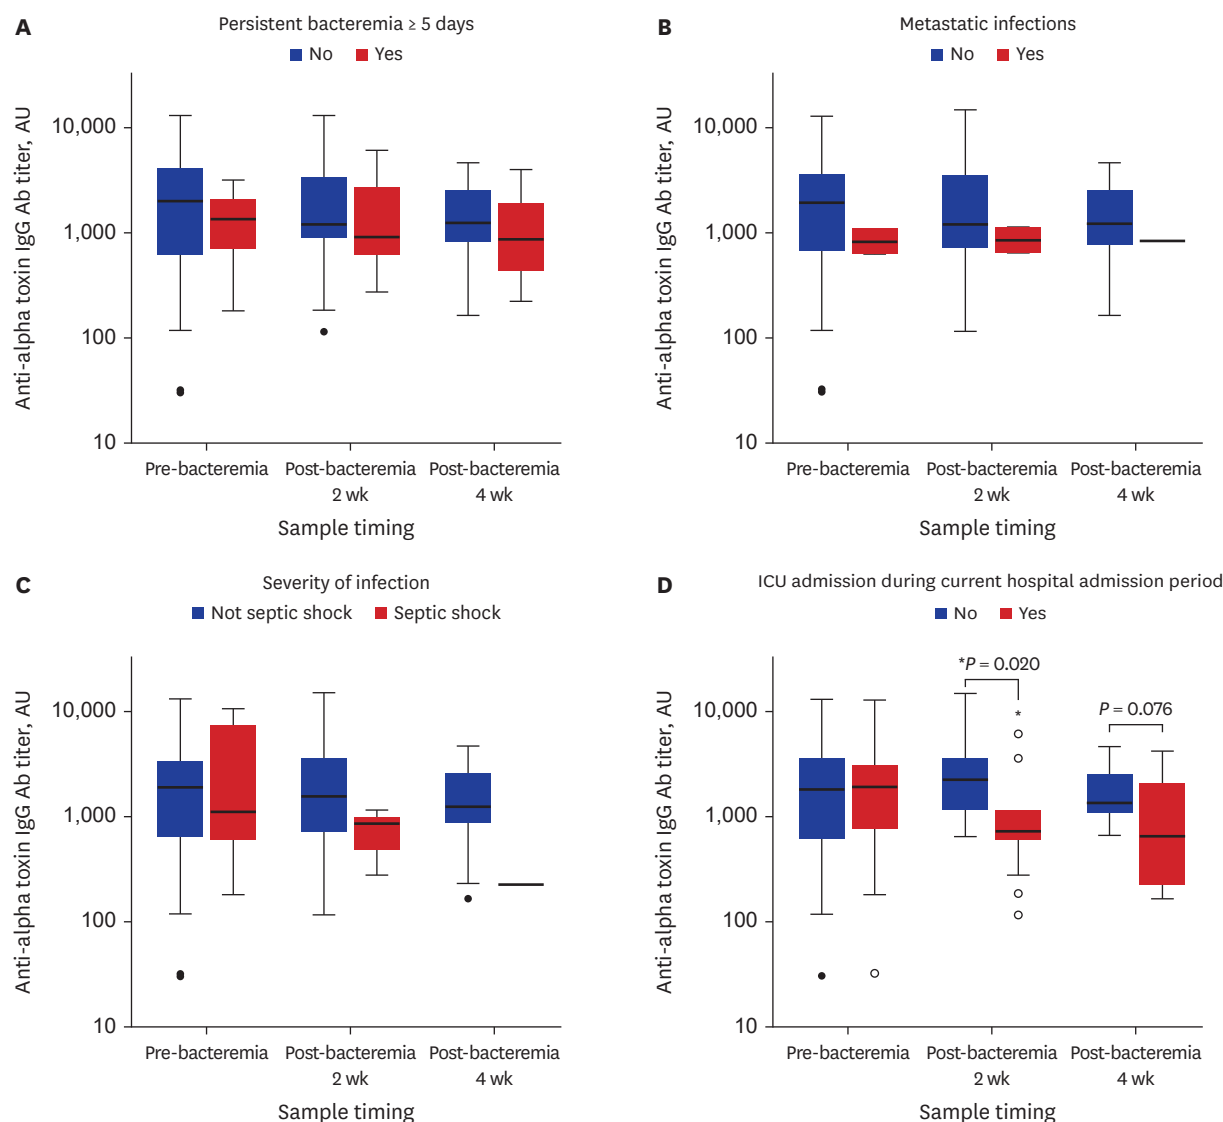 A
Persistent bacteremia ≥ 5 days
No Yes
Anti-alpha toxin IgG Ab titer, AU
10,000
1,000
100
10
Pre-bacteremia Post-bacteremia Post-bacteremia
2 wk 4 wk
Sample timing
B
Metastatic infections
No Yes
Anti-alpha toxin IgG Ab titer, AU
10,000
1,000
100
10
Pre-bacteremia Post-bacteremia Post-bacteremia
2 wk 4 wk
Sample timing
C
Severity of infection
Not septic shock Septic shock
Anti-alpha toxin IgG Ab titer, AU
10,000
1,000
100
10
Pre-bacteremia Post-bacteremia Post-bacteremia
2 wk 4 wk
Sample timing
D
ICU admission during current hospital admission period
No Yes
Anti-alpha toxin IgG Ab titer, AU
*P = 0.020
*
P = 0.076
10,000
1,000
100
10
Pre-bacteremia Post-bacteremia Post-bacteremia
2 wk 4 wk
Sample timing